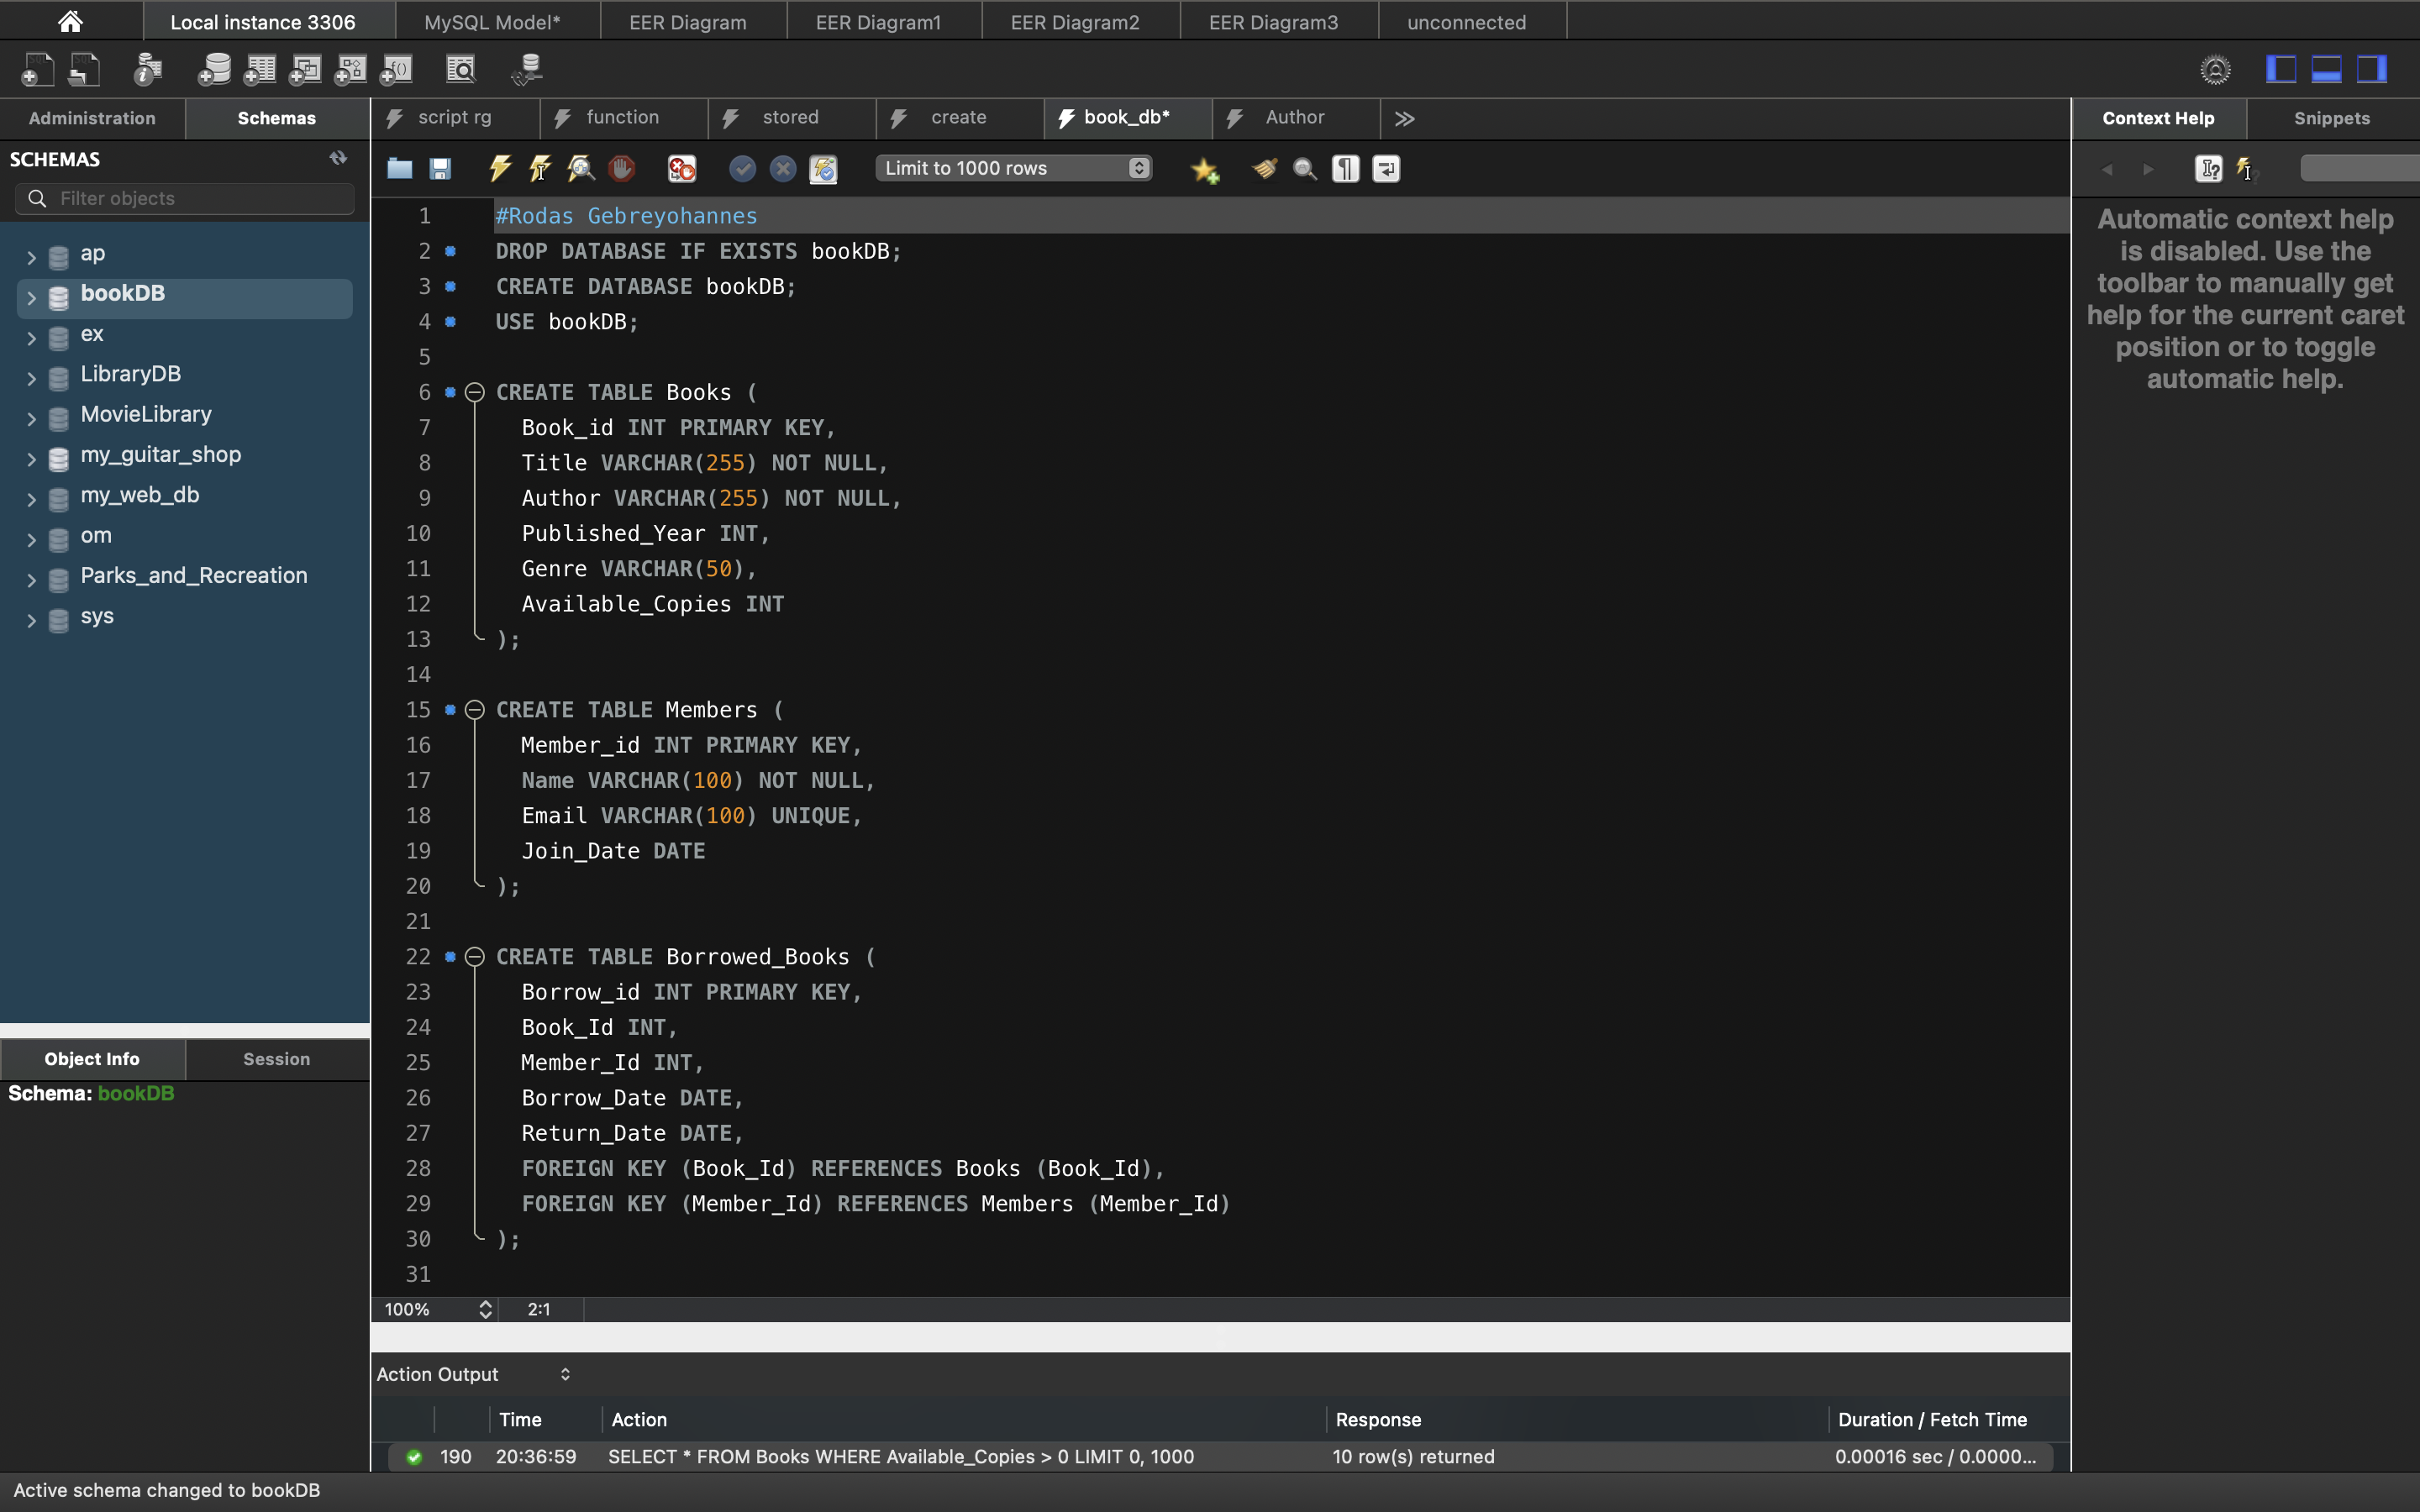 Local instance 3306 MySQL Model* EER Diagram EER Diagram1 EER Diagram2 EER Diagram3 unconnected
Administration Schemas
SCHEMAS
Filter objects
ap
bookDB
ex
LibraryDB
MovieLibrary
my_guitar_shop
my_web_db
om
Parks_and_Recreation
sys
Object Info Session
Schema: bookDB
script rg function stored create book_db* Author
Limit to 1000 rows
1 #Rodas Gebreyohannes
2 DROP DATABASE IF EXISTS bookDB;
3 CREATE DATABASE bookDB;
4 USE bookDB;
5
6 CREATE TABLE Books (
7 Book_id INT PRIMARY KEY,
8 Title VARCHAR(255) NOT NULL,
9 Author VARCHAR(255) NOT NULL,
10 Published_Year INT,
11 Genre VARCHAR(50),
12 Available_Copies INT
13 );
14
15 CREATE TABLE Members (
16 Member_id INT PRIMARY KEY,
17 Name VARCHAR(100) NOT NULL,
18 Email VARCHAR(100) UNIQUE,
19 Join_Date DATE
20 );
21
22 CREATE TABLE Borrowed_Books (
23 Borrow_id INT PRIMARY KEY,
24 Book_Id INT,
25 Member_Id INT,
26 Borrow_Date DATE,
27 Return_Date DATE,
28 FOREIGN KEY (Book_Id) REFERENCES Books (Book_Id),
29 FOREIGN KEY (Member_Id) REFERENCES Members (Member_Id)
30 );
31
100% 2:1
Action Output
Time Action Response Duration / Fetch Time
190 20:36:59 SELECT * FROM Books WHERE Available_Copies > 0 LIMIT 0, 1000 10 row(s) returned 0.00016 sec / 0.0000...
Context Help Snippets
Automatic context help
is disabled. Use the
toolbar to manually get
help for the current caret
position or to toggle
automatic help.
Active schema changed to bookDB